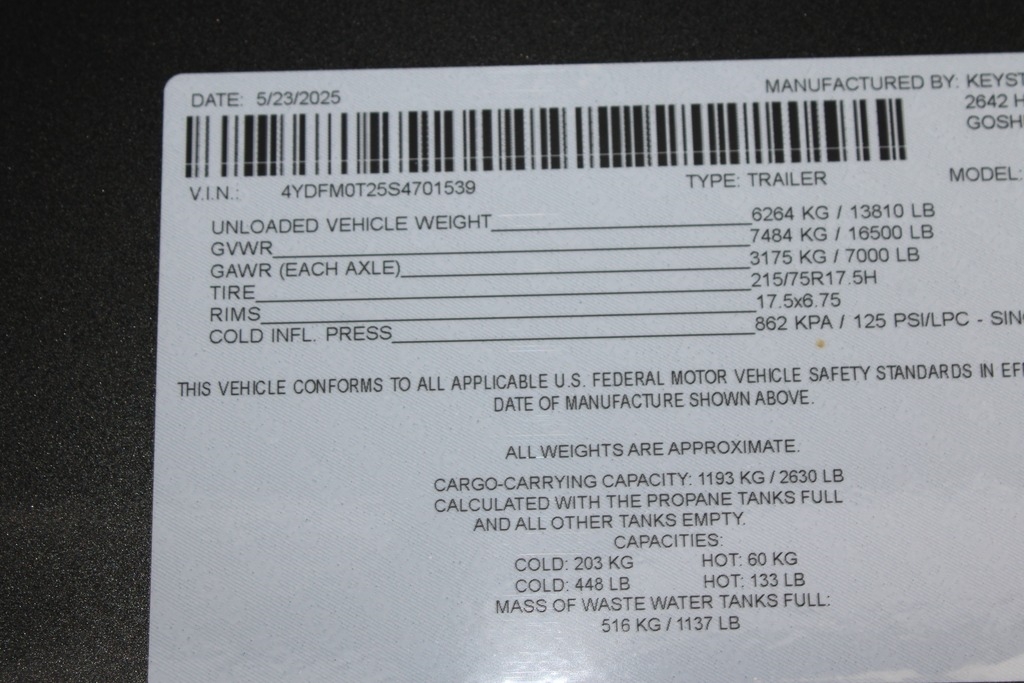 DATE: 5/23/2025
MANUFACTURED BY: KEYST
2642 H
GOSHI
V.I.N.: 4YDFM0T25S4701539 TYPE: TRAILER MODEL:
UNLOADED VEHICLE WEIGHT 6264 KG / 13810 LB
GVWR 7484 KG / 16500 LB
GAWR (EACH AXLE) 3175 KG / 7000 LB
TIRE 215/75R17.5H
RIMS 17.5x6.75
COLD INFL. PRESS 862 KPA / 125 PSI/LPC - SING
THIS VEHICLE CONFORMS TO ALL APPLICABLE U.S. FEDERAL MOTOR VEHICLE SAFETY STANDARDS IN EFF
DATE OF MANUFACTURE SHOWN ABOVE.
ALL WEIGHTS ARE APPROXIMATE.
CARGO-CARRYING CAPACITY: 1193 KG / 2630 LB
CALCULATED WITH THE PROPANE TANKS FULL
AND ALL OTHER TANKS EMPTY.
CAPACITIES:
COLD: 203 KG HOT: 60 KG
COLD: 448 LB HOT: 133 LB
MASS OF WASTE WATER TANKS FULL:
516 KG / 1137 LB